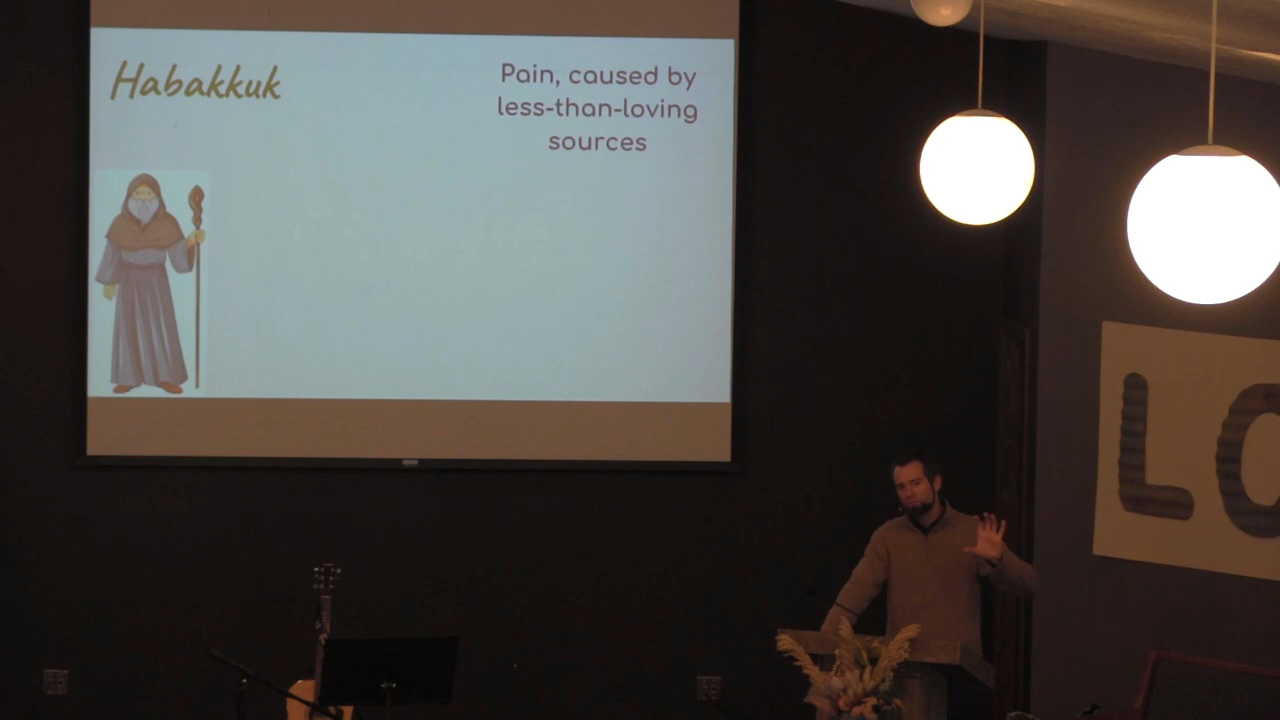 Habakkuk
Pain, caused by
less-than-loving
sources
LO